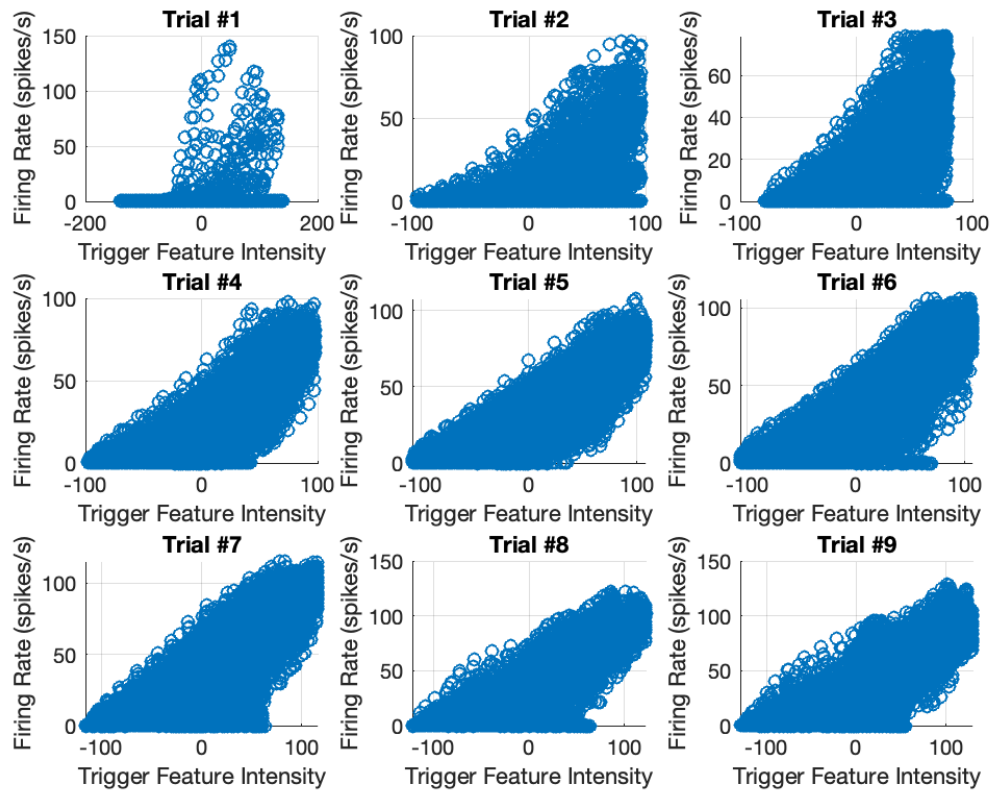 Trial #1
Firing Rate (spikes/s)
150
100
50
0
-200
0
200
Trigger Feature Intensity
Trial #2
Firing Rate (spikes/s)
100
50
0
-100
0
100
Trigger Feature Intensity
Trial #3
Firing Rate (spikes/s)
60
40
20
0
-100
0
100
Trigger Feature Intensity
Trial #4
Firing Rate (spikes/s)
100
50
0
-100
0
100
Trigger Feature Intensity
Trial #5
Firing Rate (spikes/s)
100
50
0
-100
0
100
Trigger Feature Intensity
Trial #6
Firing Rate (spikes/s)
100
50
0
-100
0
100
Trigger Feature Intensity
Trial #7
Firing Rate (spikes/s)
100
50
0
-100
0
100
Trigger Feature Intensity
Trial #8
Firing Rate (spikes/s)
150
100
50
0
-100
0
100
Trigger Feature Intensity
Trial #9
Firing Rate (spikes/s)
150
100
50
0
-100
0
100
Trigger Feature Intensity